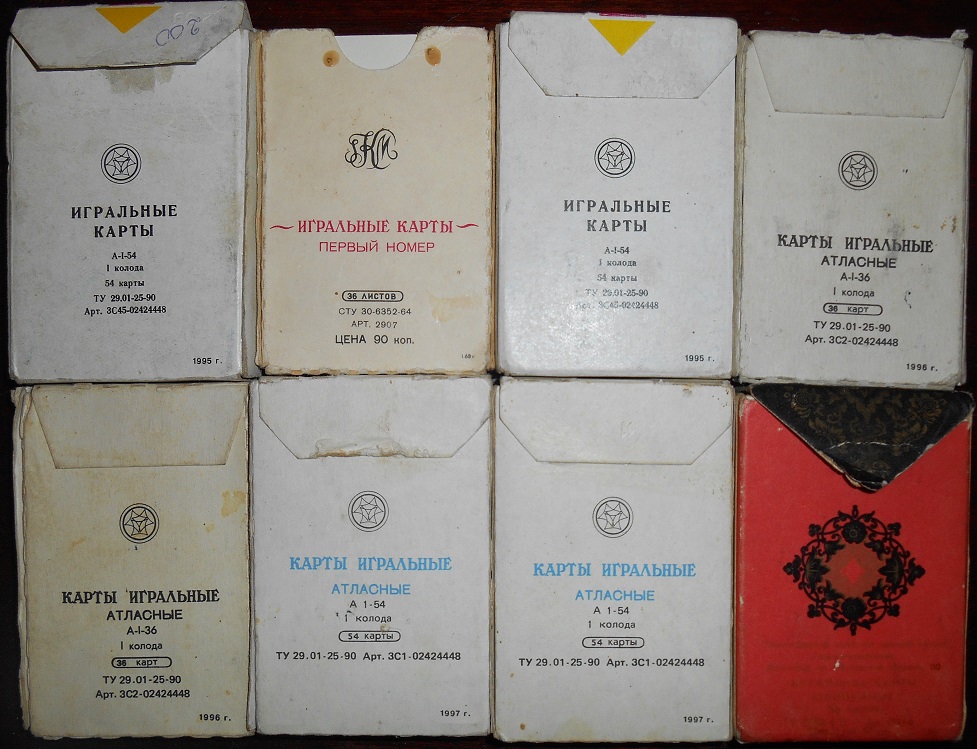 200
ИГРАЛЬНЫЕ
КАРТЫ
А-I-54
I колода
54 карты
ТУ 29.01-25-90
Арт. 3С45-02424448
1995 г.
ИГРАЛЬНЫЕ КАРТЫ
ПЕРВЫЙ НОМЕР
36 ЛИСТОВ
СТУ 30-6352-64
АРТ. 2907
ЦЕНА 90 коп.
ИГРАЛЬНЫЕ
КАРТЫ
А-I-54
I колода
54 карты
ТУ 29.01-25-90
Арт. 3С45-02424448
1995 г.
КАРТЫ ИГРАЛЬНЫЕ
АТЛАСНЫЕ
А-I-36
I колода
36 карт
ТУ 29.01-25-90
Арт. 3С2-02424448
1996 г.
КАРТЫ ИГРАЛЬНЫЕ
АТЛАСНЫЕ
А-I-36
I колода
36 карт
ТУ 29.01-25-90
Арт. 3С2-02424448
1996 г.
КАРТЫ ИГРАЛЬНЫЕ
АТЛАСНЫЕ
А 1-54
1 колода
54 карты
ТУ 29.01-25-90 Арт. 3С1-02424448
1997 г.
КАРТЫ ИГРАЛЬНЫЕ
АТЛАСНЫЕ
А 1-54
1 колода
54 карты
ТУ 29.01-25-90 Арт. 3С1-02424448
1997 г.